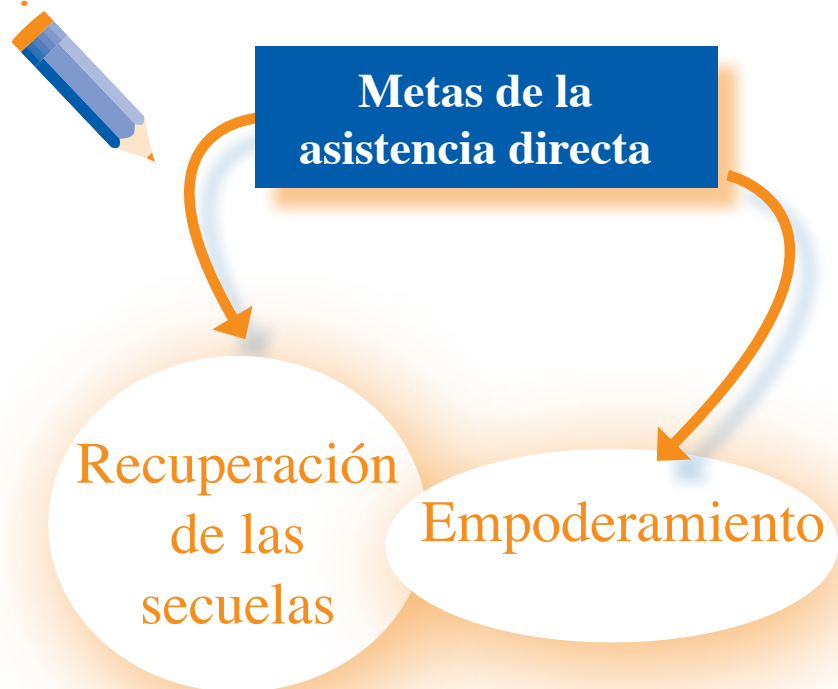 Metas de la
asistencia directa
Recuperación
de las
secuelas
Empoderamiento